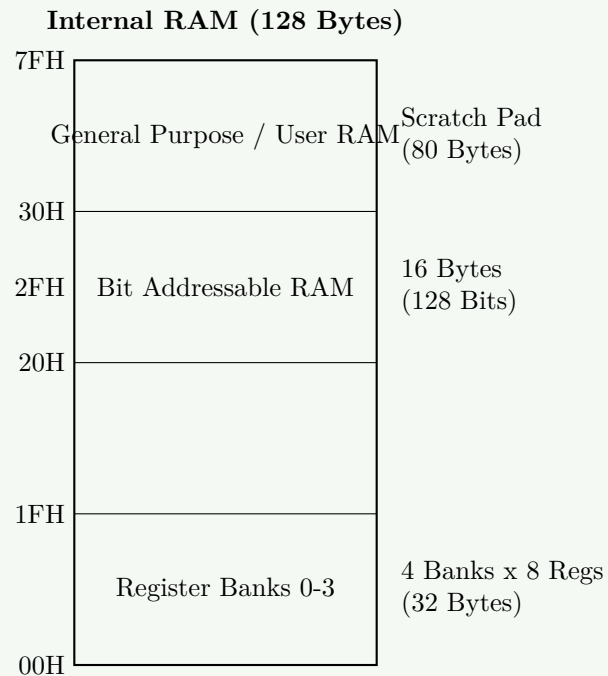 Internal RAM (128 Bytes)
7FH
General Purpose / User RAM
Scratch Pad
(80 Bytes)
30H
2FH
Bit Addressable RAM
16 Bytes
(128 Bits)
20H
1FH
Register Banks 0-3
4 Banks x 8 Regs
(32 Bytes)
00H